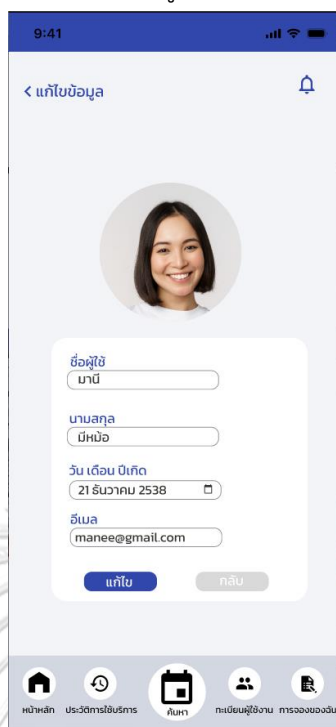 9:41
< แก้ไขข้อมูล
ชื่อผู้ใช้
มานี
นามสกุล
มีหม้อ
วัน เดือน ปีเกิด
21 ธันวาคม 2538
อีเมล
manee@gmail.com
แก้ไข กลับ
หน้าหลัก ประวัติการใช้บริการ ค้นหา ทะเบียนผู้ใช้งาน การจองของฉัน